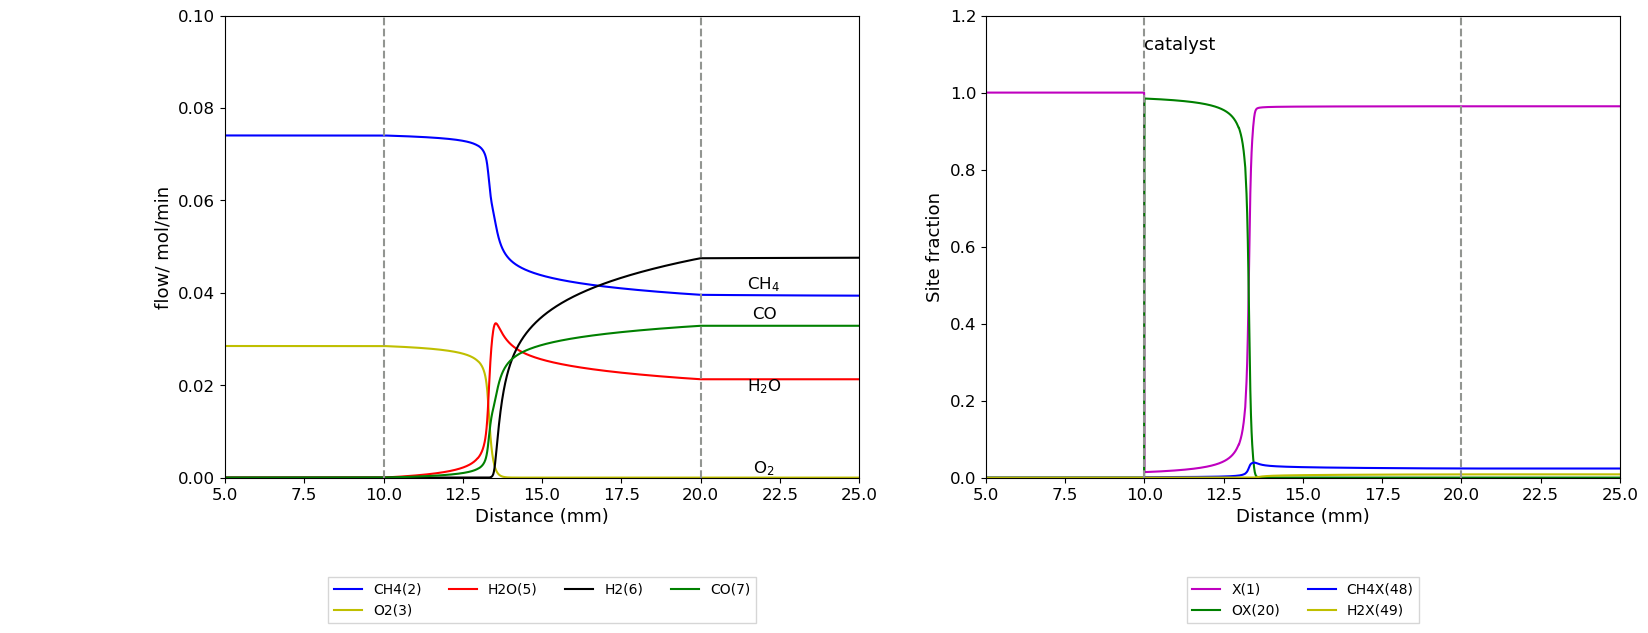 0.10
0.08
0.06
0.04
0.02
0.00
flow/ mol/min
CH₄
CO
H₂O
O₂
5.0 7.5 10.0 12.5 15.0 17.5 20.0 22.5 25.0
Distance (mm)
CH4(2) H2O(5) H2(6) CO(7)
O2(3)
1.2
1.0
0.8
0.6
0.4
0.2
0.0
Site fraction
catalyst
5.0 7.5 10.0 12.5 15.0 17.5 20.0 22.5 25.0
Distance (mm)
X(1) CH4X(48)
OX(20) H2X(49)